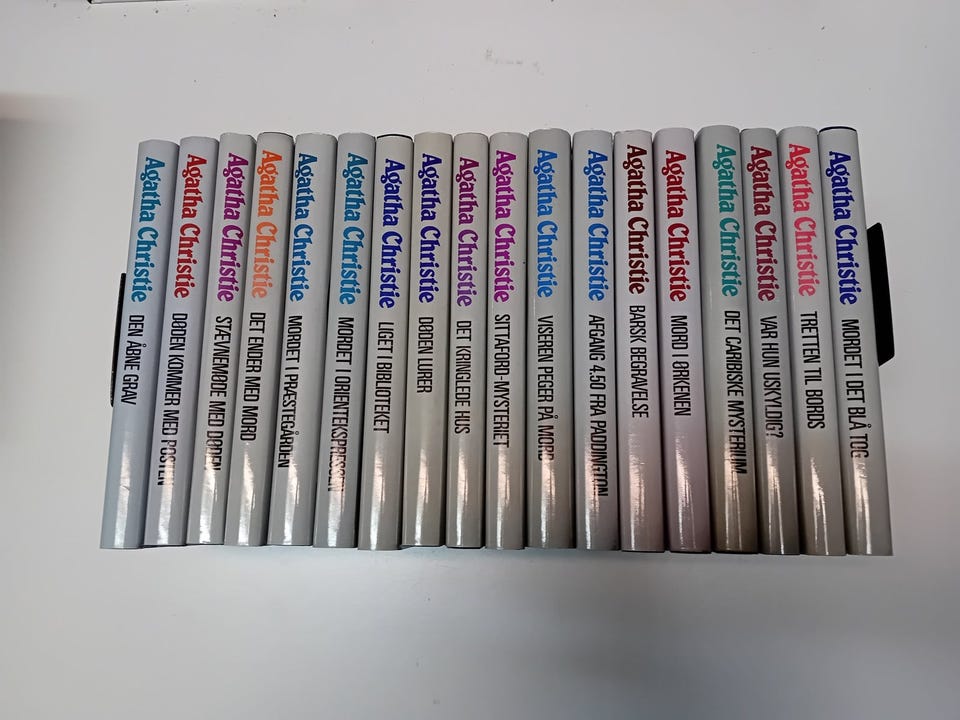 Agatha Christie DEN ÅBNE GRAV
Agatha Christie DØDEN KOMMER MED POSTEN
Agatha Christie STÆVNEMØDE MED DØDEN
Agatha Christie DET ENDER MED MORD
Agatha Christie MORDET I PRÆSTEGÅRDEN
Agatha Christie MORDET I ORIENTEKSPRESSEN
Agatha Christie LIGET I BIBLIOTEKET
Agatha Christie DØDEN LURER
Agatha Christie DET KRINGLEDE HUS
Agatha Christie SITTAFORD-MYSTERIET
Agatha Christie VISEREN PEGER PÅ MORD
Agatha Christie AFGANG 4.50 FRA PADDINGTON
Agatha Christie BARSK BEGRAVELSE
Agatha Christie MORD I ØRKENEN
Agatha Christie DET CARIBISKE MYSTERIUM
Agatha Christie VAR HUN USKYLDIG?
Agatha Christie TRETTEN TIL BORDS
Agatha Christie MORDET I DET BLÅ TOG